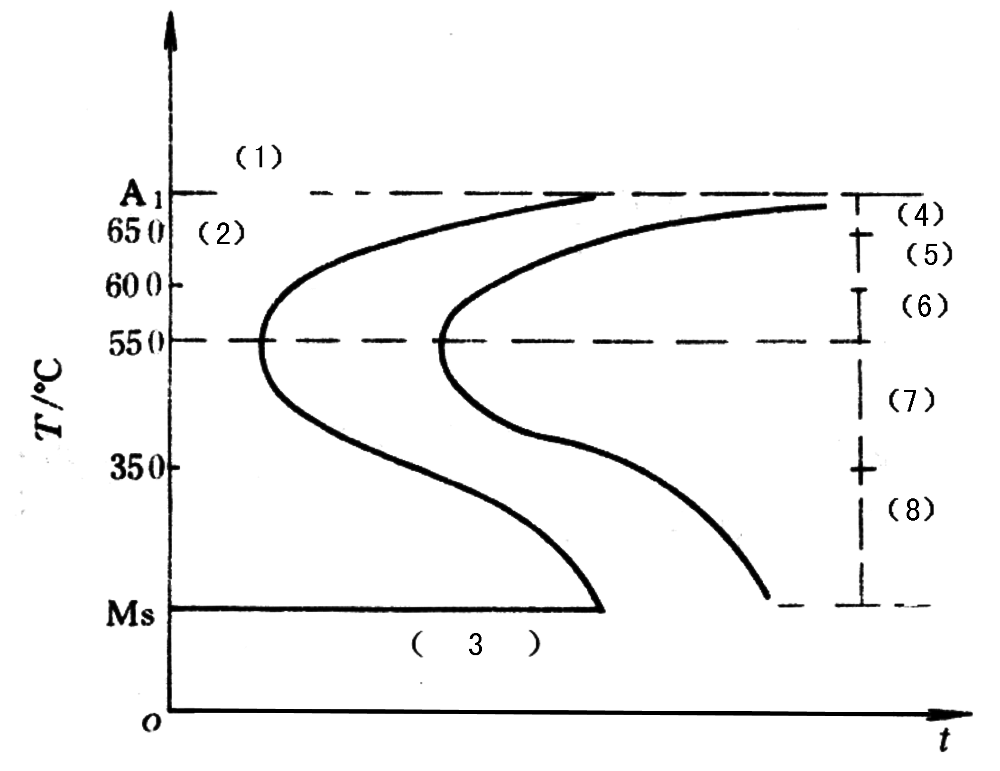 (1)
A1
(4)
650
(2)
(5)
600
(6)
550
T/°C
(7)
350
(8)
Ms
( 3 )
o
t